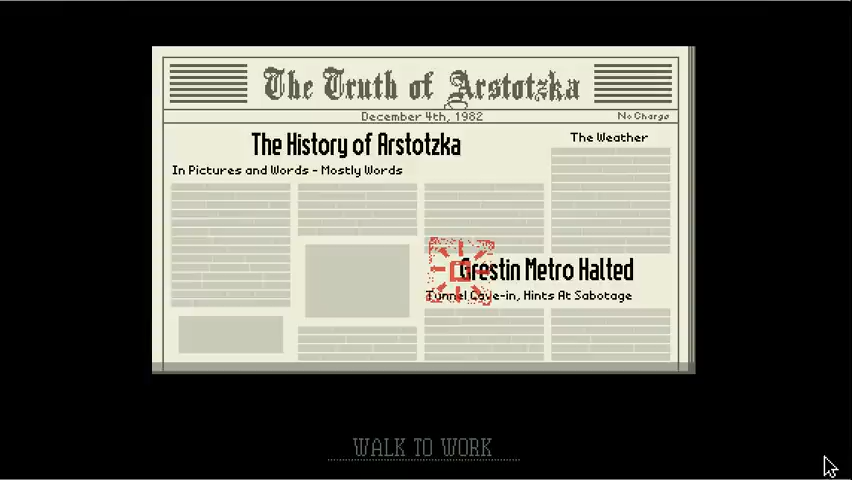 The Truth of Arstotzka
December 4th, 1982
No Charge
The History of Arstotzka
In Pictures and Words - Mostly Words
The Weather
Grestin Metro Halted
Tunnel Cave-in, Hints At Sabotage
WALK TO WORK